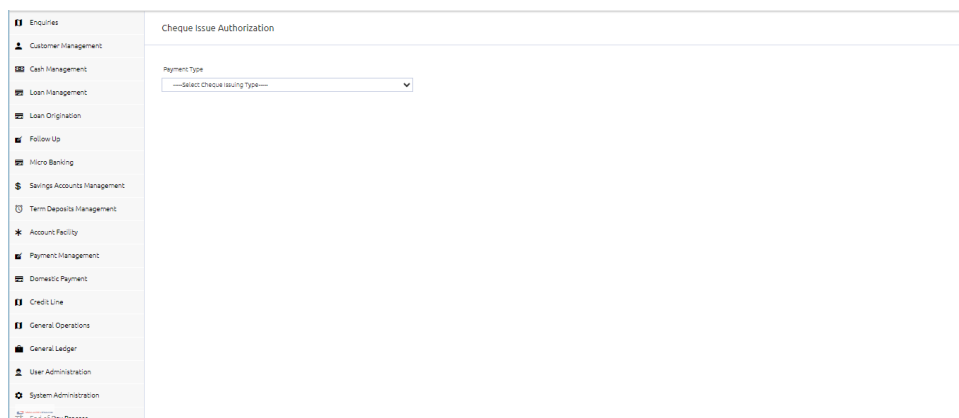 Enquiries
Customer Management
Cash Management
Loan Management
Loan Origination
Follow Up
Micro Banking
Savings Accounts Management
Term Deposits Management
Account Facility
Payment Management
Domestic Payment
Credit Line
General Operations
General Ledger
User Administration
System Administration
Cheque Issue Authorization
Payment Type
-----Select Cheque Issuing Type-----